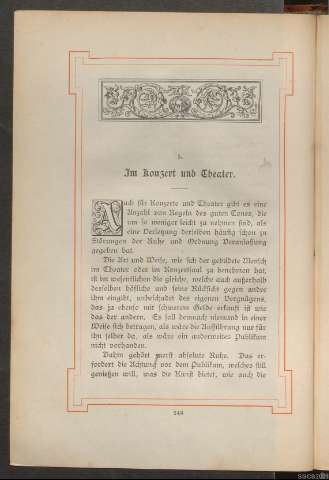 Im Konzert und Theater.
Auch für Konzerte und Theater gibt es eine
Anzahl von Regeln des guten Tones, die
um so weniger leicht zu nehmen sind, als
eine Verletzung derselben häufig schon zu
Störungen der Ruhe und Ordnung Veranlassung
gegeben hat.
Die Art und Weise, wie sich der gebildete Mensch
im Theater oder im Konzertsaal zu benehmen hat,
ist im wesentlichen die gleiche, welche auch außerhalb
derselben höfliche und feine Rücksicht gegen andre
ihm eingibt, unbeschadet des eigenen Vergnügens,
das ja ebenso mit schwerem Gelde erkauft ist wie
das der andern. Es soll demnach niemand in einer
Weise sich betragen, als wäre die Aufführung nur für
ihn selber da, als wäre ein anderweites Publikum
nicht vorhanden.
Dahin gehört zuerst absolute Ruhe. Das er-
fordert die Achtung vor dem Publikum, welches still
genießen will, was die Kunst bietet, wie auch die
248